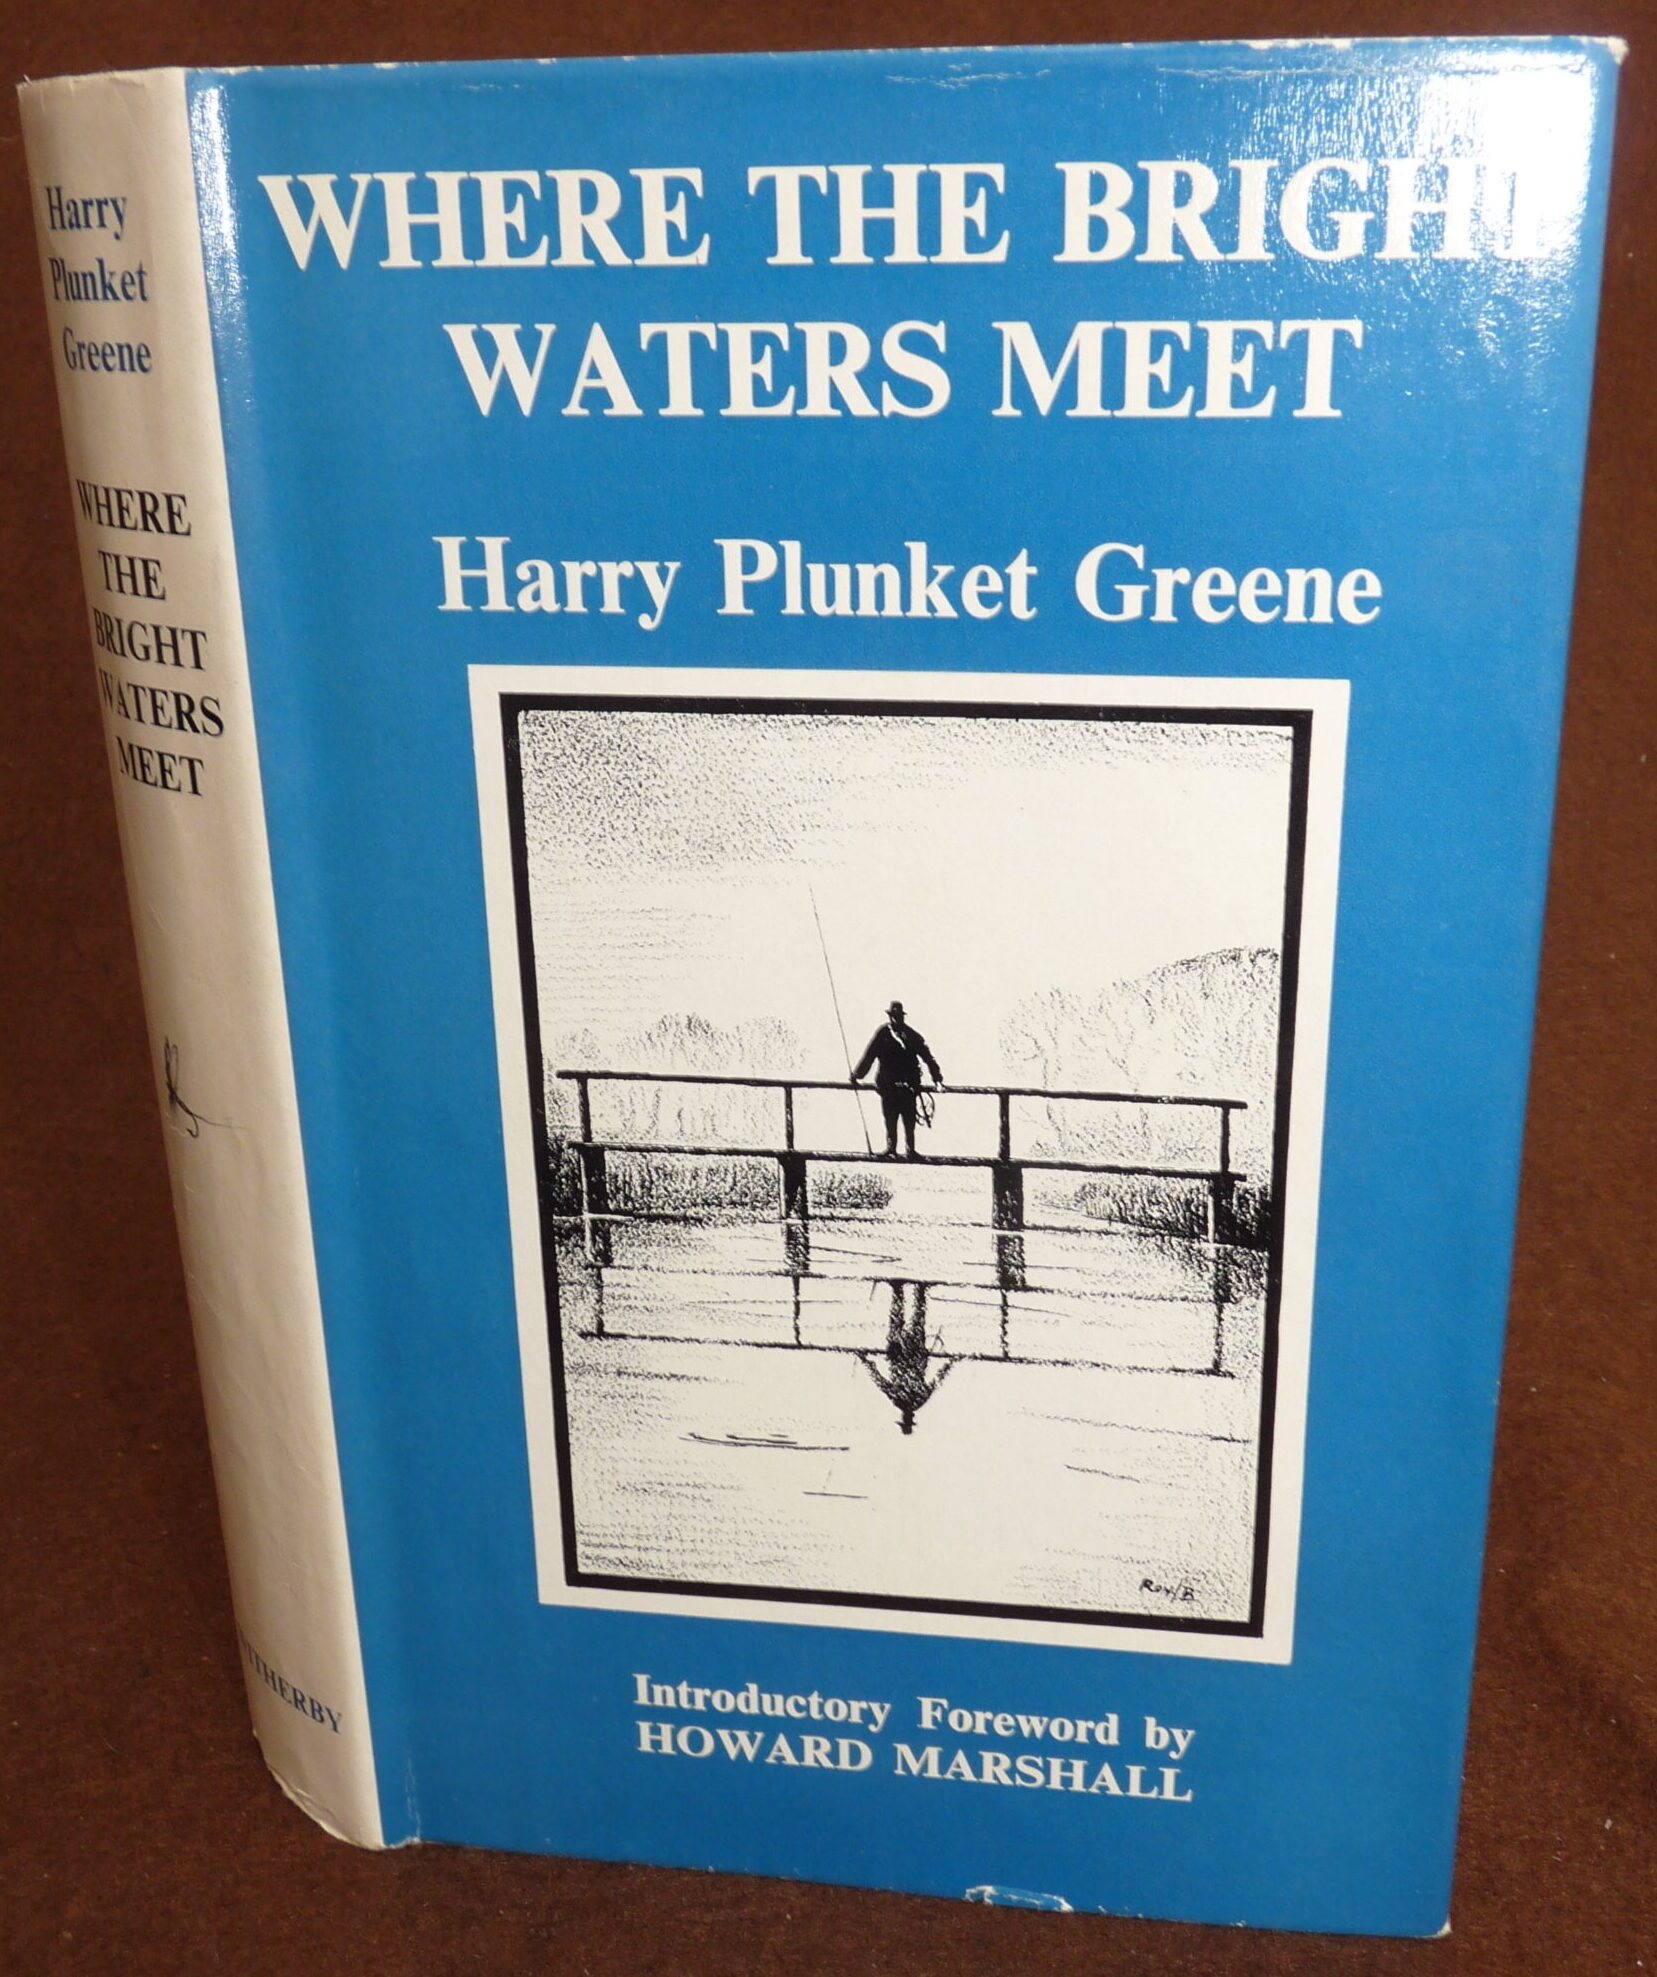 Harry
Plunket
Greene
WHERE
THE
BRIGHT
WATERS
MEET
WITHERBY
WHERE THE BRIGHT
WATERS MEET
Harry Plunket Greene
Introductory Foreword by
HOWARD MARSHALL